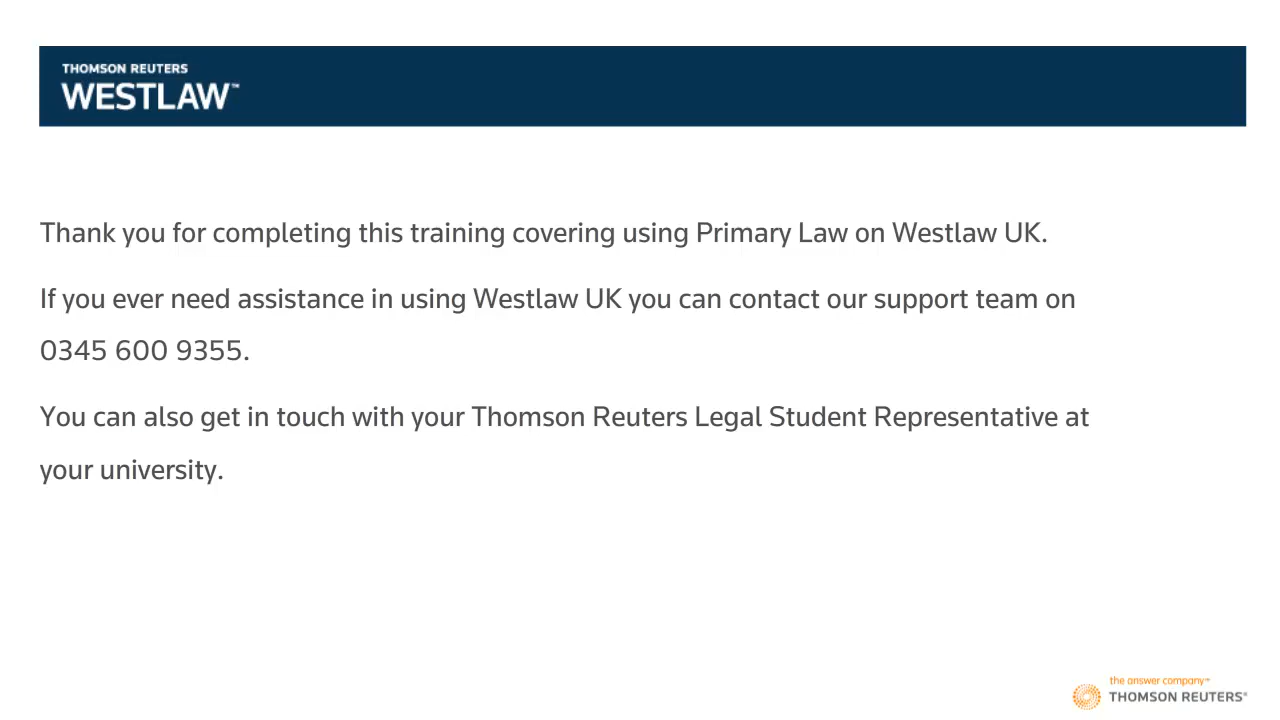 THOMSON REUTERS
WESTLAW™
Thank you for completing this training covering using Primary Law on Westlaw UK.
If you ever need assistance in using Westlaw UK you can contact our support team on
0345 600 9355.
You can also get in touch with your Thomson Reuters Legal Student Representative at
your university.
the answer company™
THOMSON REUTERS®